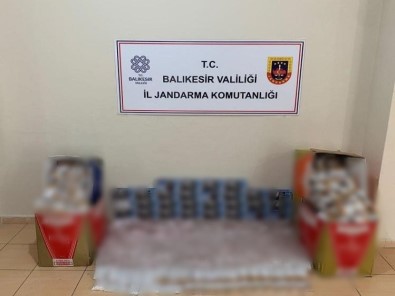 T.C.
BALIKESİR VALİLİĞİ
İL JANDARMA KOMUTANLIĞI
BALIKESİR